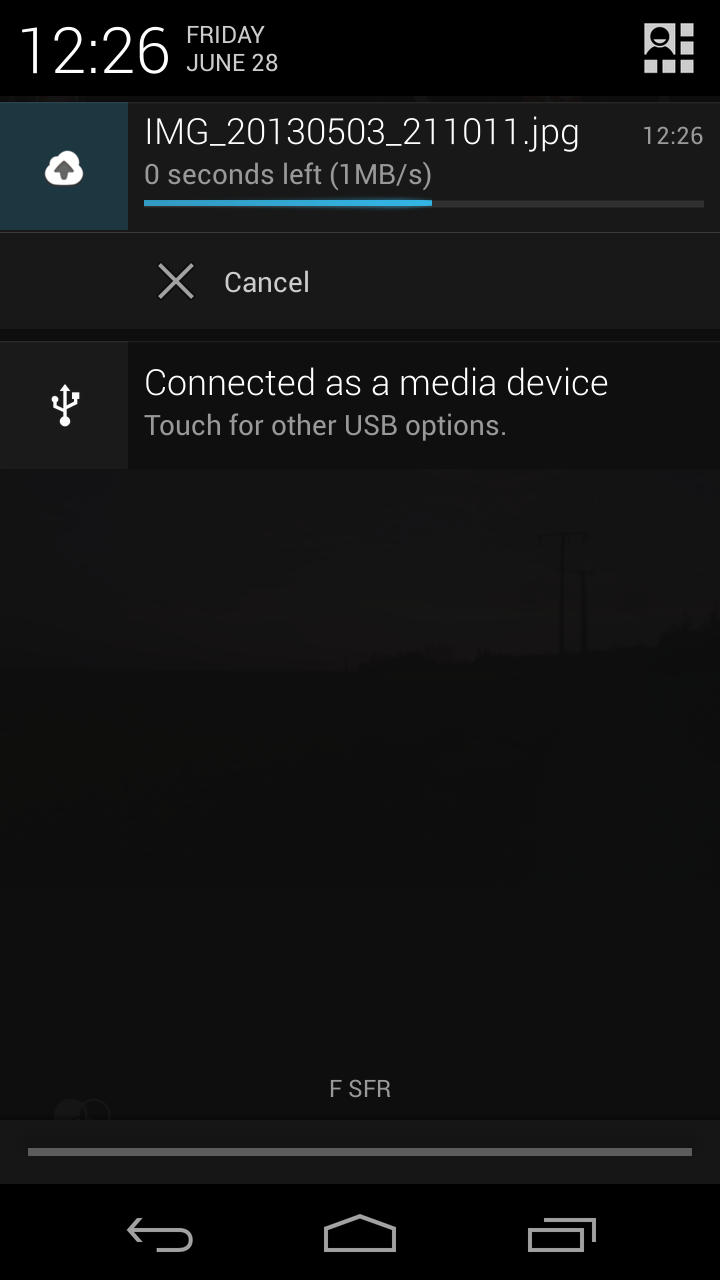 12:26
FRIDAY
JUNE 28
IMG_20130503_211011.jpg 12:26
0 seconds left (1MB/s)
Cancel
Connected as a media device
Touch for other USB options.
F SFR